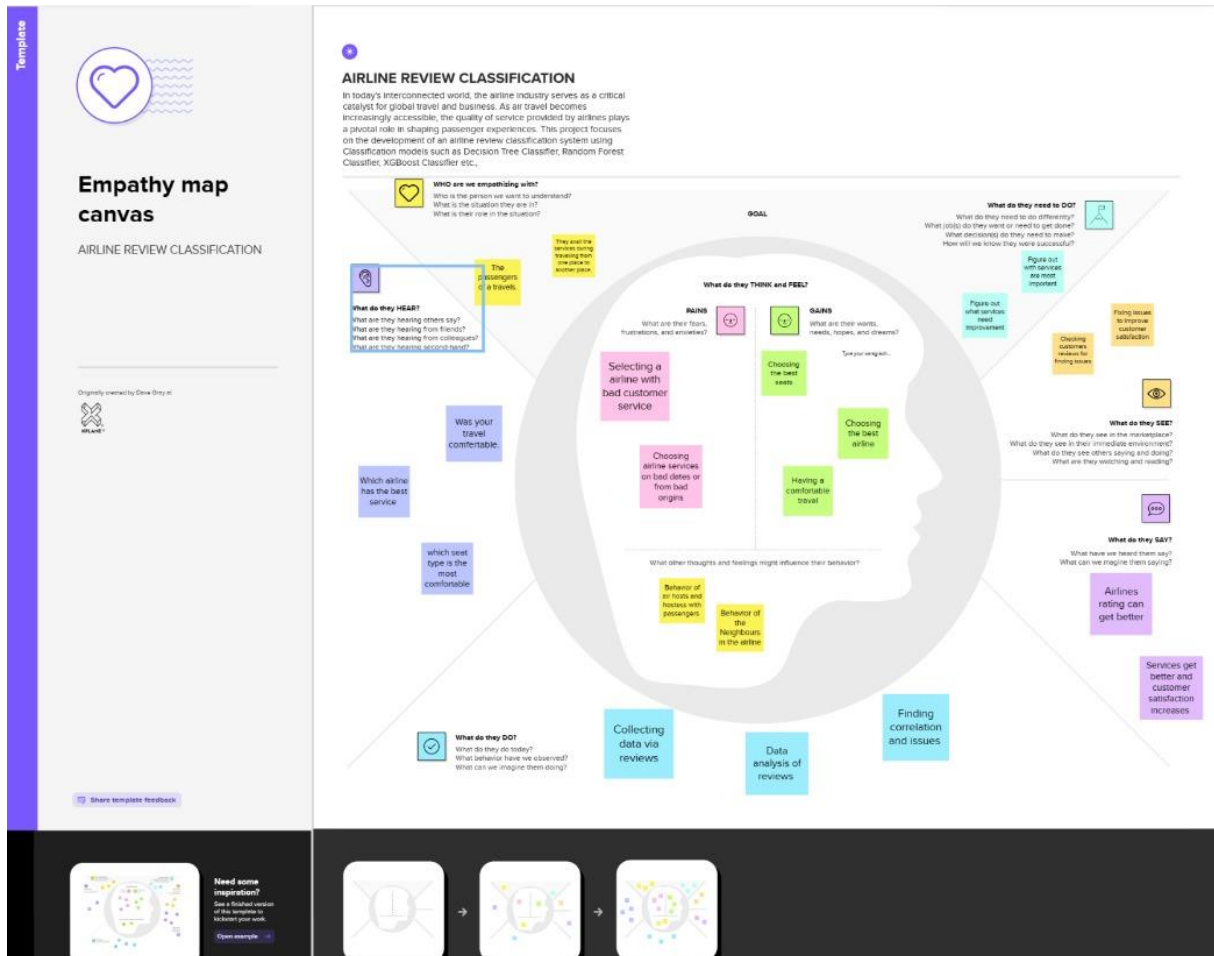 Template
Empathy map
canvas
AIRLINE REVIEW CLASSIFICATION
Originally created by Dave Gray at
XPLANE
Share template feedback
Need some
inspiration?
See a finished version
of this template to
kickstart your work.
Open example
AIRLINE REVIEW CLASSIFICATION
In today's interconnected world, the airline industry serves as a critical
catalyst for global travel and business. As air travel becomes
increasingly accessible, the quality of service provided by airlines plays
a pivotal role in shaping passenger experiences. This project focuses
on the development of an airline review classification system using
Classification models such as Decision Tree Classifier, Random Forest
Classifier, XGBoost Classifier etc.,
WHO are we empathizing with?
Who is the person we want to understand?
What is the situation they are in?
What is their role in the situation?
They avail the
services during
travelling from
one place to
another place.
The
passengers
of a travels.
GOAL
What do they need to DO?
What do they need to do differently?
What job(s) do they want or need to get done?
What decision(s) do they need to make?
How will we know they were successful?
Figure out
with services
are most
important
Figure out
what services
need
improvement
What do they HEAR?
What are they hearing others say?
What are they hearing from friends?
What are they hearing from colleagues?
What are they hearing second-hand?
Was your
travel
comfertable.
Which airline
has the best
service
which seet
type is the
most
comfortable
What do they THINK and FEEL?
PAINS
What are their fears,
frustrations, and anxieties?
GAINS
What are their wants,
needs, hopes, and dreams?
Type your paragraph...
Selecting a
airline with
bad customer
service
Choosing
airline services
on bad dates or
from bad
origins
Choosing
the best
seats
Choosing
the best
airline
Having a
comfortable
travel
What other thoughts and feelings might influence their behavior?
Behavior of
air hosts and
hostess with
passengers
Behavior of
the
Neighbours
in the airline
Fixing issues
to improve
customer
satisfaction
Checking
customers
reviews for
finding issues
What do they SEE?
What do they see in the marketplace?
What do they see in their immediate environment?
What do they see others saying and doing?
What are they watching and reading?
What do they SAY?
What have we heard them say?
What can we imagine them saying?
Airlines
rating can
get better
Services get
better and
customer
satisfaction
increases
What do they DO?
What do they do today?
What behavior have we observed?
What can we imagine them doing?
Collecting
data via
reviews
Data
analysis of
reviews
Finding
correlation
and issues